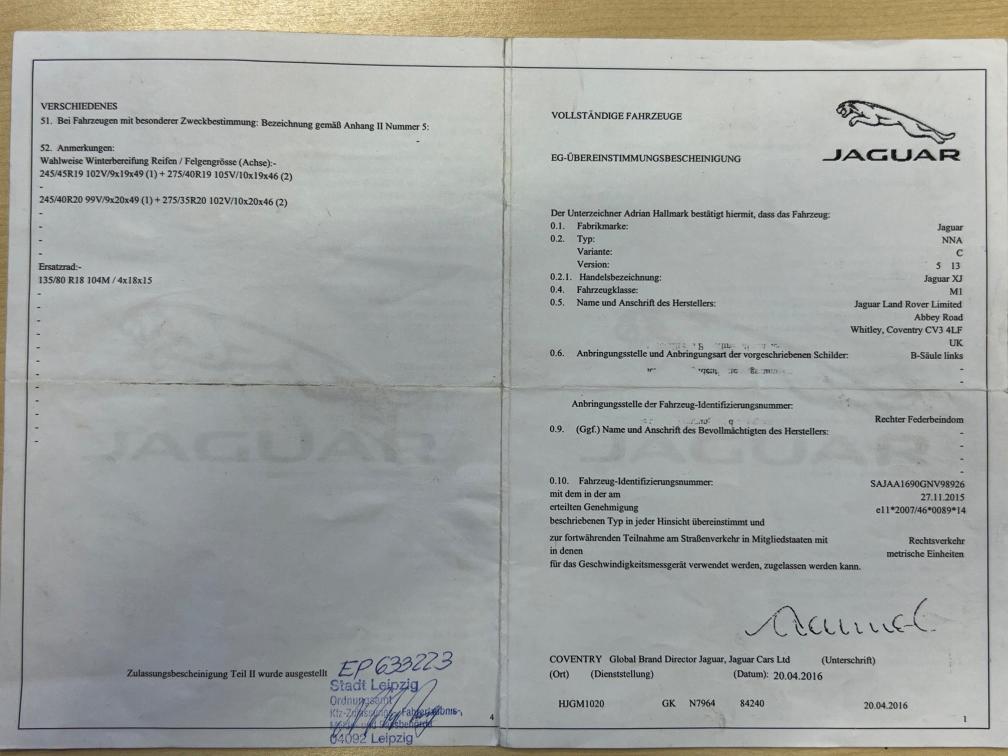 VERSCHIEDENES
51. Bei Fahrzeugen mit besonderer Zweckbestimmung: Bezeichnung gemäß Anhang II Nummer 5:
-
52. Anmerkungen:
Wahlweise Winterbereifung Reifen / Felgengrösse (Achse):-
245/45R19 102V/9x19x49 (1) + 275/40R19 105V/10x19x46 (2)
-
245/40R20 99V/9x20x49 (1) + 275/35R20 102V/10x20x46 (2)
-
-
-
-
Ersatzrad:-
135/80 R18 104M / 4x18x15
-
-
-
-
-
-
-
-
-
-
-
-
Zulassungsbescheinigung Teil II wurde ausgestellt EP633223
Stadt Leipzig
Ordnungsamt
04092 Leipzig
4
VOLLSTÄNDIGE FAHRZEUGE
JAGUAR
EG-ÜBEREINSTIMMUNGSBESCHEINIGUNG
Der Unterzeichner Adrian Hallmark bestätigt hiermit, dass das Fahrzeug:
0.1. Fabrikmarke: Jaguar
0.2. Typ: NNA
Variante: C
Version: 5 13
0.2.1. Handelsbezeichnung: Jaguar XJ
0.4. Fahrzeugklasse: M1
0.5. Name und Anschrift des Herstellers: Jaguar Land Rover Limited
Abbey Road
Whitley, Coventry CV3 4LF
UK
0.6. Anbringungsstelle und Anbringungsart der vorgeschriebenen Schilder: B-Säule links
-
-
Anbringungsstelle der Fahrzeug-Identifizierungsnummer:
Rechter Federbeindom
0.9. (Ggf.) Name und Anschrift des Bevollmächtigten des Herstellers: -
-
-
-
0.10. Fahrzeug-Identifizierungsnummer: SAJAA1690GNV98926
mit dem in der am 27.11.2015
erteilten Genehmigung e11*2007/46*0089*14
beschriebenen Typ in jeder Hinsicht übereinstimmt und
zur fortwährenden Teilnahme am Straßenverkehr in Mitgliedstaaten mit Rechtsverkehr
in denen metrische Einheiten
für das Geschwindigkeitsmessgerät verwendet werden, zugelassen werden kann.
COVENTRY Global Brand Director Jaguar, Jaguar Cars Ltd (Unterschrift)
(Ort) (Dienststellung) (Datum): 20.04.2016
HJGM1020 GK N7964 84240 20.04.2016
1